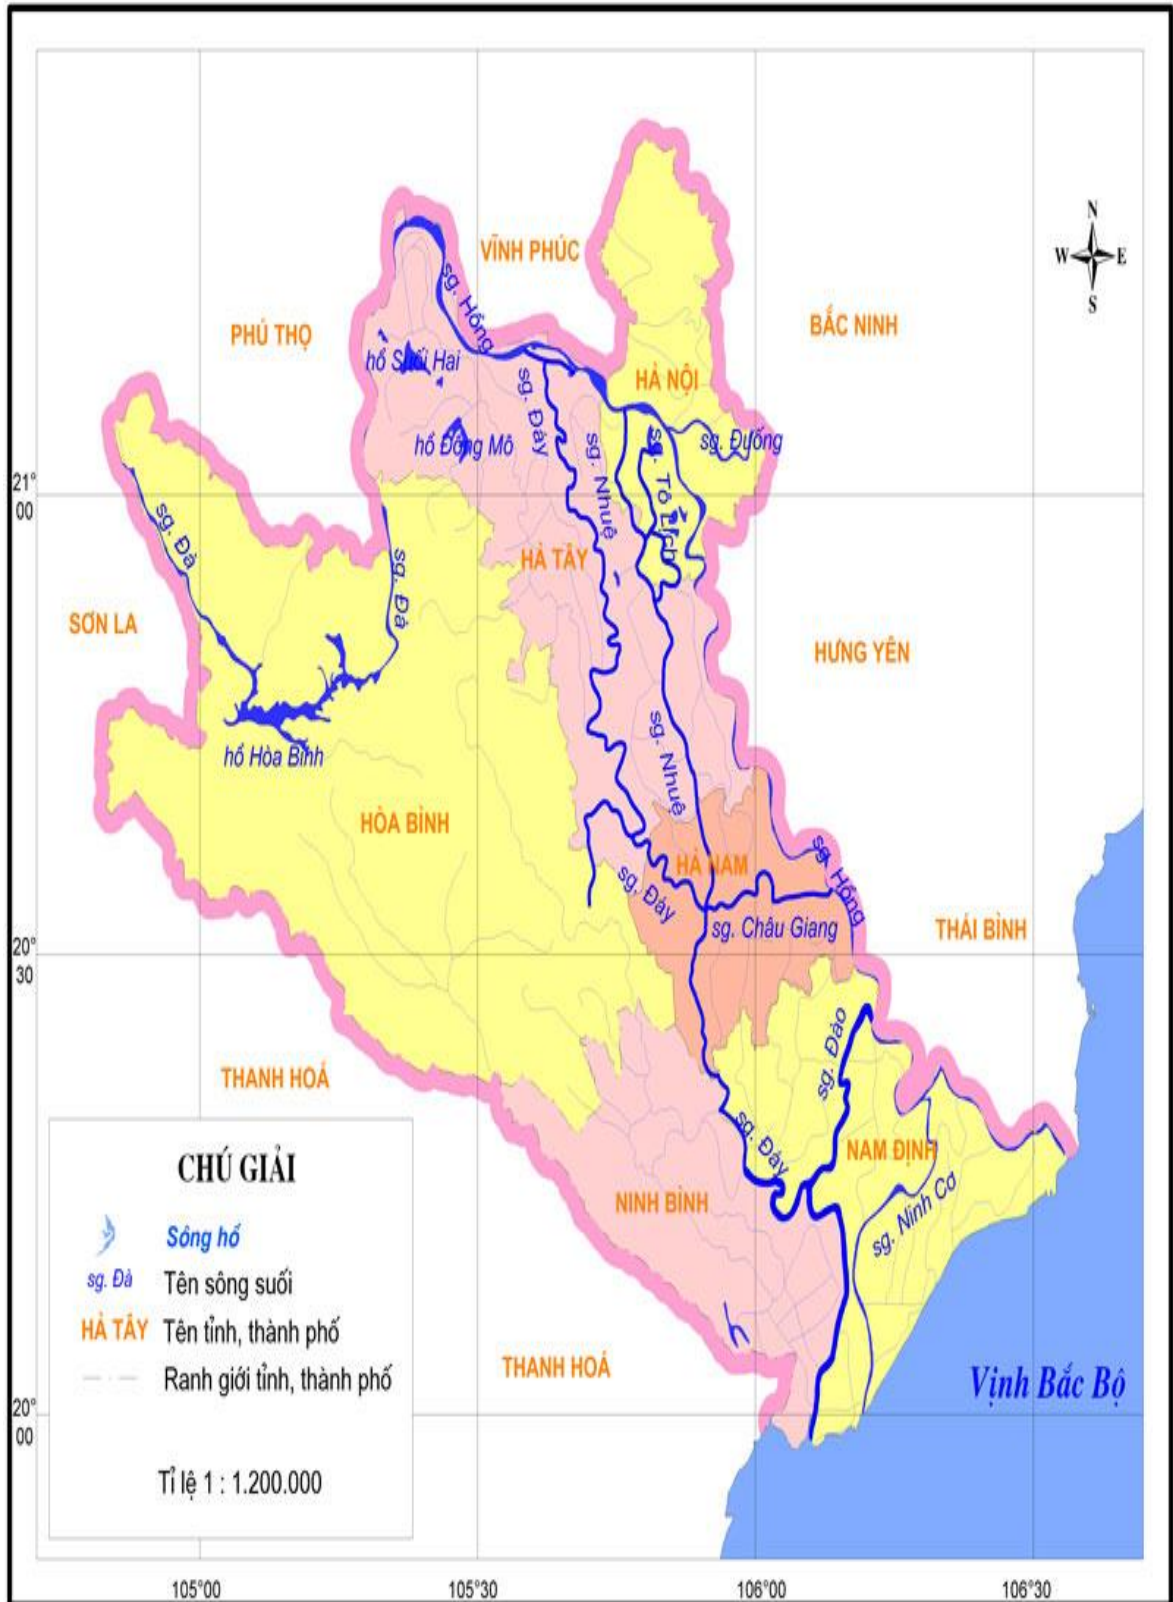 N
W E
S
VĨNH PHÚC
PHÚ THỌ
BẮC NINH
sg. Hồng
hồ Suối Hai
HÀ NỘI
sg. Đáy
sg. Đuống
hồ Đồng Mô
sg. Nhuệ
sg. Tô Lịch
21°
00
sg. Đà
sg. Đà
HÀ TÂY
SƠN LA
HƯNG YÊN
sg. Nhuệ
hồ Hòa Bình
HÒA BÌNH
HÀ NAM
sg. Hồng
sg. Đáy
sg. Châu Giang
THÁI BÌNH
20°
30
sg. Đào
THANH HOÁ
sg. Đáy
NAM ĐỊNH
NINH BÌNH
sg. Ninh Cơ
THANH HOÁ
Vịnh Bắc Bộ
CHÚ GIẢI
Sông hồ
sg. Đà Tên sông suối
HÀ TÂY Tên tỉnh, thành phố
Ranh giới tỉnh, thành phố
Tỉ lệ 1 : 1.200.000
20°
00
105°00 105°30 106°00 106°30